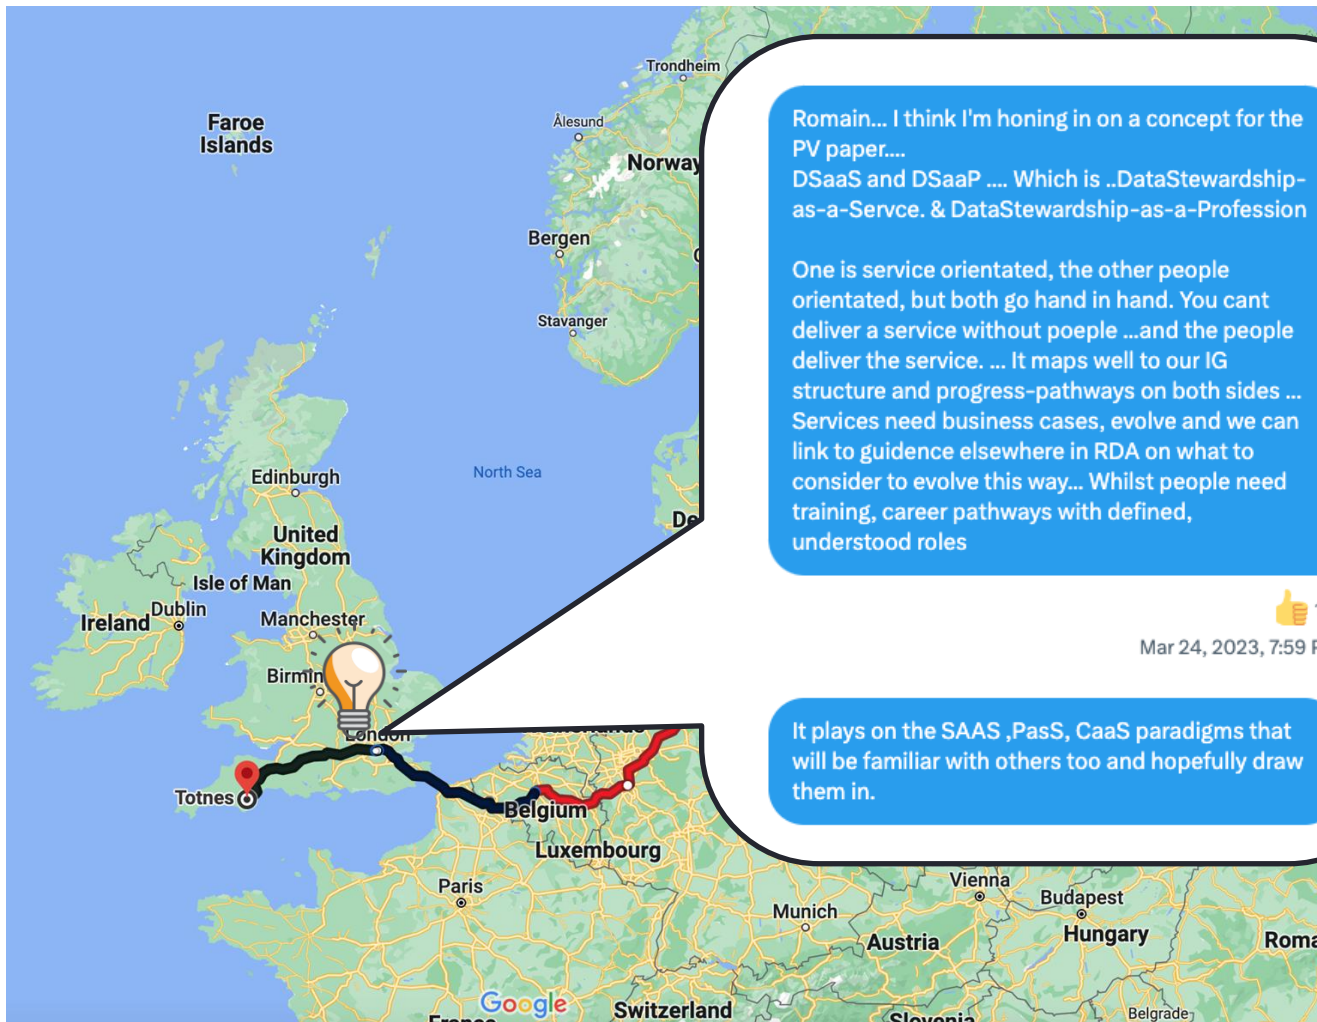 Trondheim
Faroe
Islands
Ålesund
Norway
Bergen
Stavanger
Edinburgh
North Sea
United
Kingdom
Isle of Man
Ireland
Dublin
Manchester
Birmin
London
Totnes
Belgium
Luxembourg
Paris
Munich
Vienna
Budapest
Austria
Hungary
Roma
Google
Switzerland
France
Slovenia
Belgrade
De
Romain... I think I'm honing in on a concept for the
PV paper....
DSaaS and DSaaP .... Which is ..DataStewardship-
as-a-Servce. & DataStewardship-as-a-Profession
One is service orientated, the other people
orientated, but both go hand in hand. You cant
deliver a service without poeple ...and the people
deliver the service. ... It maps well to our IG
structure and progress-pathways on both sides ...
Services need business cases, evolve and we can
link to guidence elsewhere in RDA on what to
consider to evolve this way... Whilst people need
training, career pathways with defined,
understood roles
Mar 24, 2023, 7:59 P
It plays on the SAAS ,PasS, CaaS paradigms that
will be familiar with others too and hopefully draw
them in.